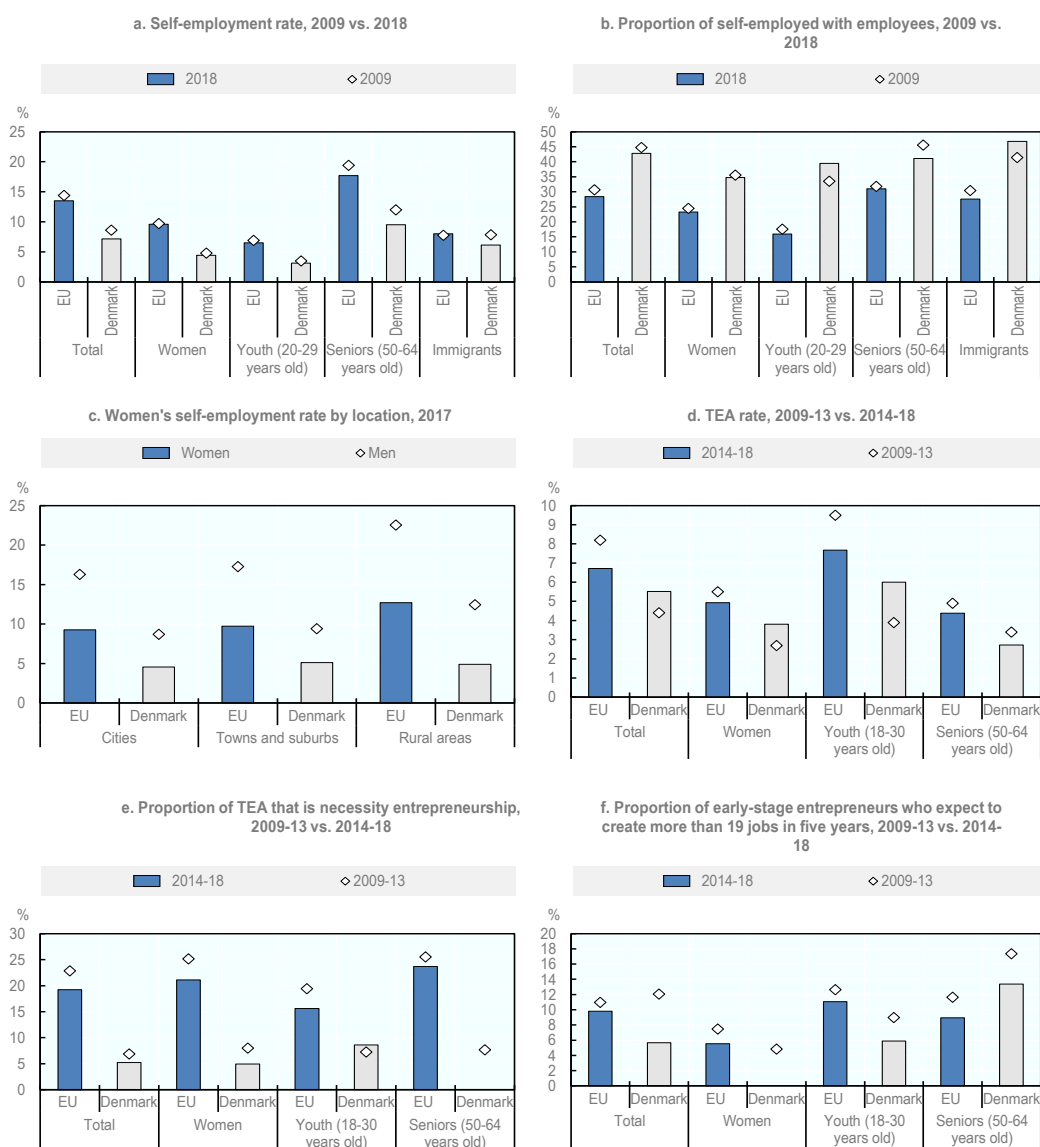 a. Self-employment rate, 2009 vs. 2018
2018
2009
%
25
20
15
10
5
0
EU
Denmark
EU
Denmark
EU
Denmark
EU
Denmark
EU
Denmark
Total
Women
Youth (20-29
years old)
Seniors (50-64
years old)
Immigrants
b. Proportion of self-employed with employees, 2009 vs.
2018
2018
2009
%
50
45
40
35
30
25
20
15
10
5
0
EU
Denmark
EU
Denmark
EU
Denmark
EU
Denmark
EU
Denmark
Total
Women
Youth (20-29
years old)
Seniors (50-64
years old)
Immigrants
c. Women's self-employment rate by location, 2017
Women
Men
%
25
20
15
10
5
0
EU
Denmark
EU
Denmark
EU
Denmark
Cities
Towns and suburbs
Rural areas
d. TEA rate, 2009-13 vs. 2014-18
2014-18
2009-13
%
10
9
8
7
6
5
4
3
2
1
0
EU
Denmark
EU
Denmark
EU
Denmark
EU
Denmark
Total
Women
Youth (18-30
years old)
Seniors (50-64
years old)
e. Proportion of TEA that is necessity entrepreneurship,
2009-13 vs. 2014-18
2014-18
2009-13
%
30
25
20
15
10
5
0
EU
Denmark
EU
Denmark
EU
Denmark
EU
Denmark
Total
Women
Youth (18-30
years old)
Seniors (50-64
years old)
f. Proportion of early-stage entrepreneurs who expect to
create more than 19 jobs in five years, 2009-13 vs. 2014-
18
2014-18
2009-13
%
20
18
16
14
12
10
8
6
4
2
0
EU
Denmark
EU
Denmark
EU
Denmark
EU
Denmark
Total
Women
Youth (18-30
years old)
Seniors (50-64
years old)